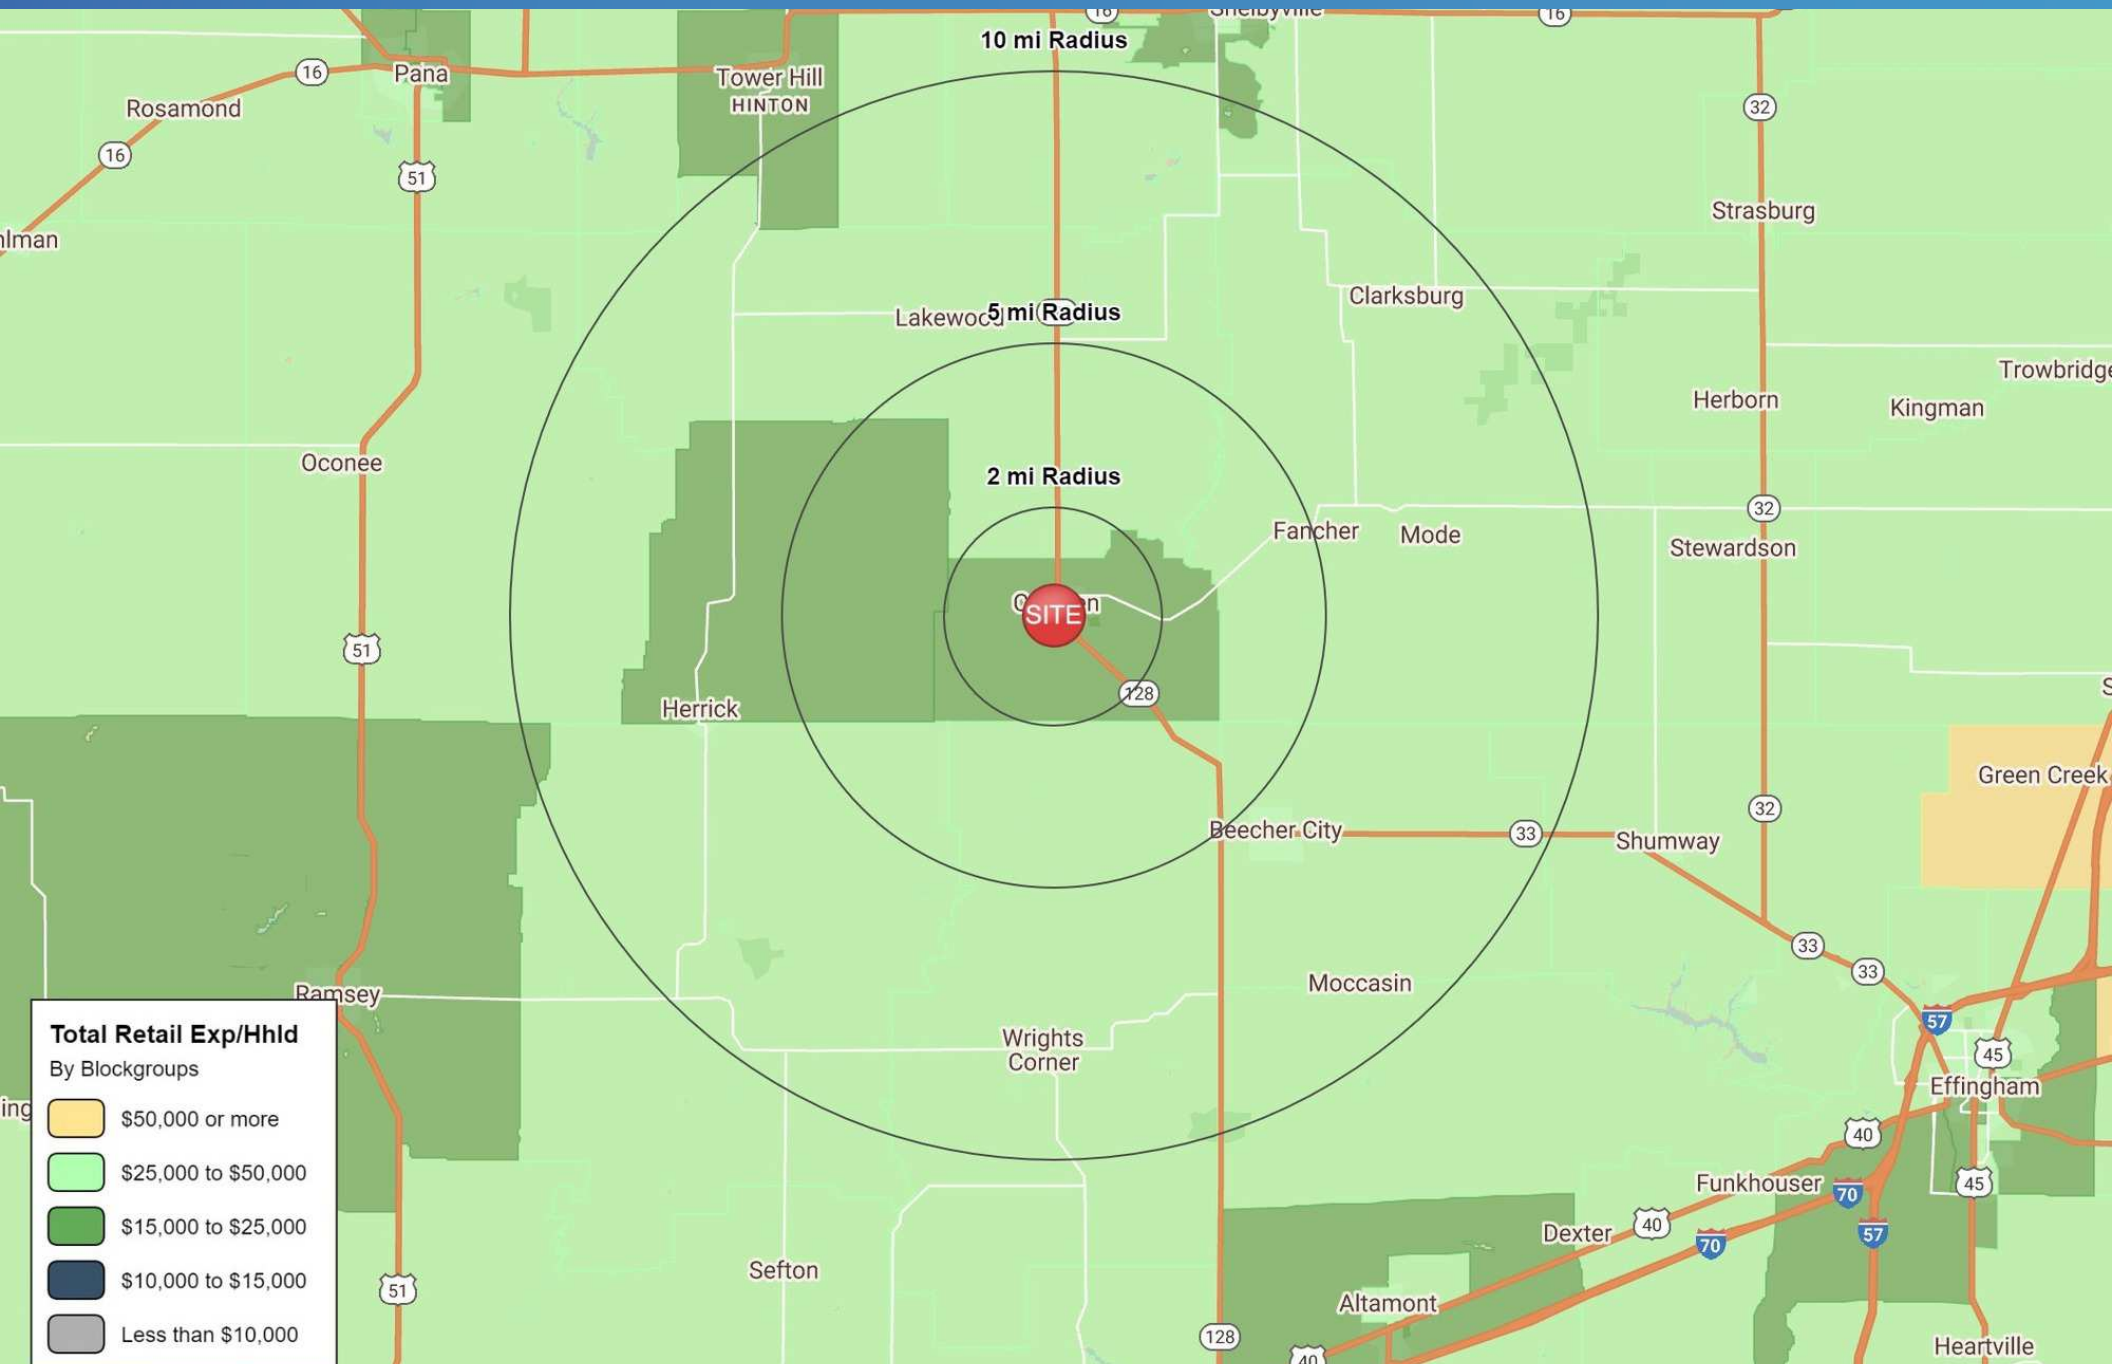 16
Shelbyville
16
10 mi Radius
16
Pana
Tower Hill
HINTON
Rosamond
32
16
51
Strasburg
Clarksburg
Lakewood
5 mi Radius
Trowbridge
Herborn
Kingman
Oconee
2 mi Radius
32
Fancher
Mode
Stewardson
SITE
51
128
Herrick
Green Creek
32
Beecher City
33
Shumway
33
33
Moccasin
Ramsey
57
Wrights
Corner
45
Effingham
40
Funkhouser
70
45
40
Dexter
57
70
Sefton
51
Altamont
128
40
Heartville
Total Retail Exp/Hhld
By Blockgroups
$50,000 or more
$25,000 to $50,000
$15,000 to $25,000
$10,000 to $15,000
Less than $10,000